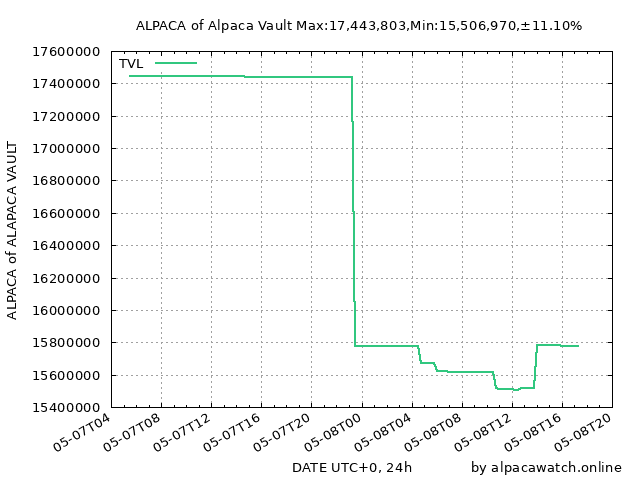 ALPACA of Alpaca Vault Max:17,443,803,Min:15,506,970,±11.10%
TVL
ALPACA of ALAPACA VAULT
17600000
17400000
17200000
17000000
16800000
16600000
16400000
16200000
16000000
15800000
15600000
15400000
05-07T04
05-07T08
05-07T12
05-07T16
05-07T20
05-08T00
05-08T04
05-08T08
05-08T12
05-08T16
05-08T20
DATE UTC+0, 24h
by alpacawatch.online